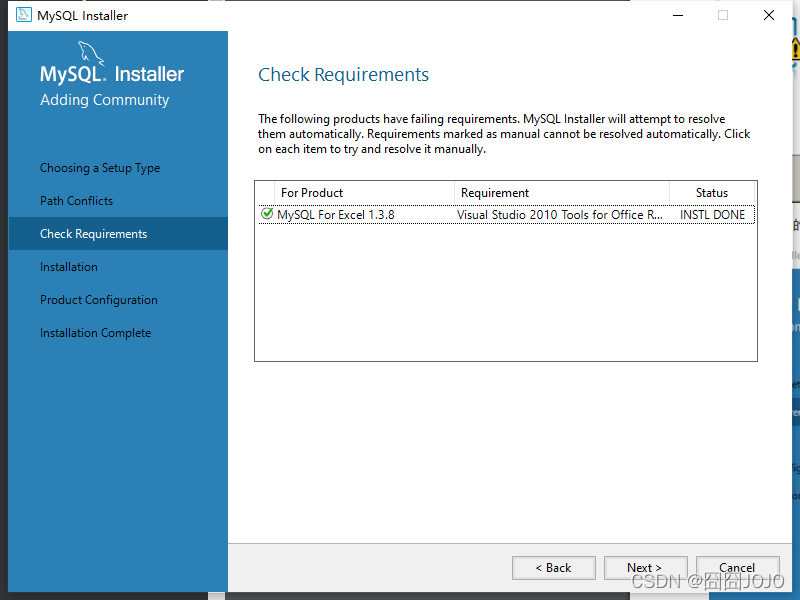 MySQL Installer
MySQL. Installer
Adding Community
Choosing a Setup Type
Path Conflicts
Check Requirements
Installation
Product Configuration
Installation Complete
Check Requirements
The following products have failing requirements. MySQL Installer will attempt to resolve
them automatically. Requirements marked as manual cannot be resolved automatically. Click
on each item to try and resolve it manually.
For Product Requirement Status
MySQL For Excel 1.3.8 Visual Studio 2010 Tools for Office R... INSTL DONE
< Back Next > Cancel
CSDN @囧囧JOJO